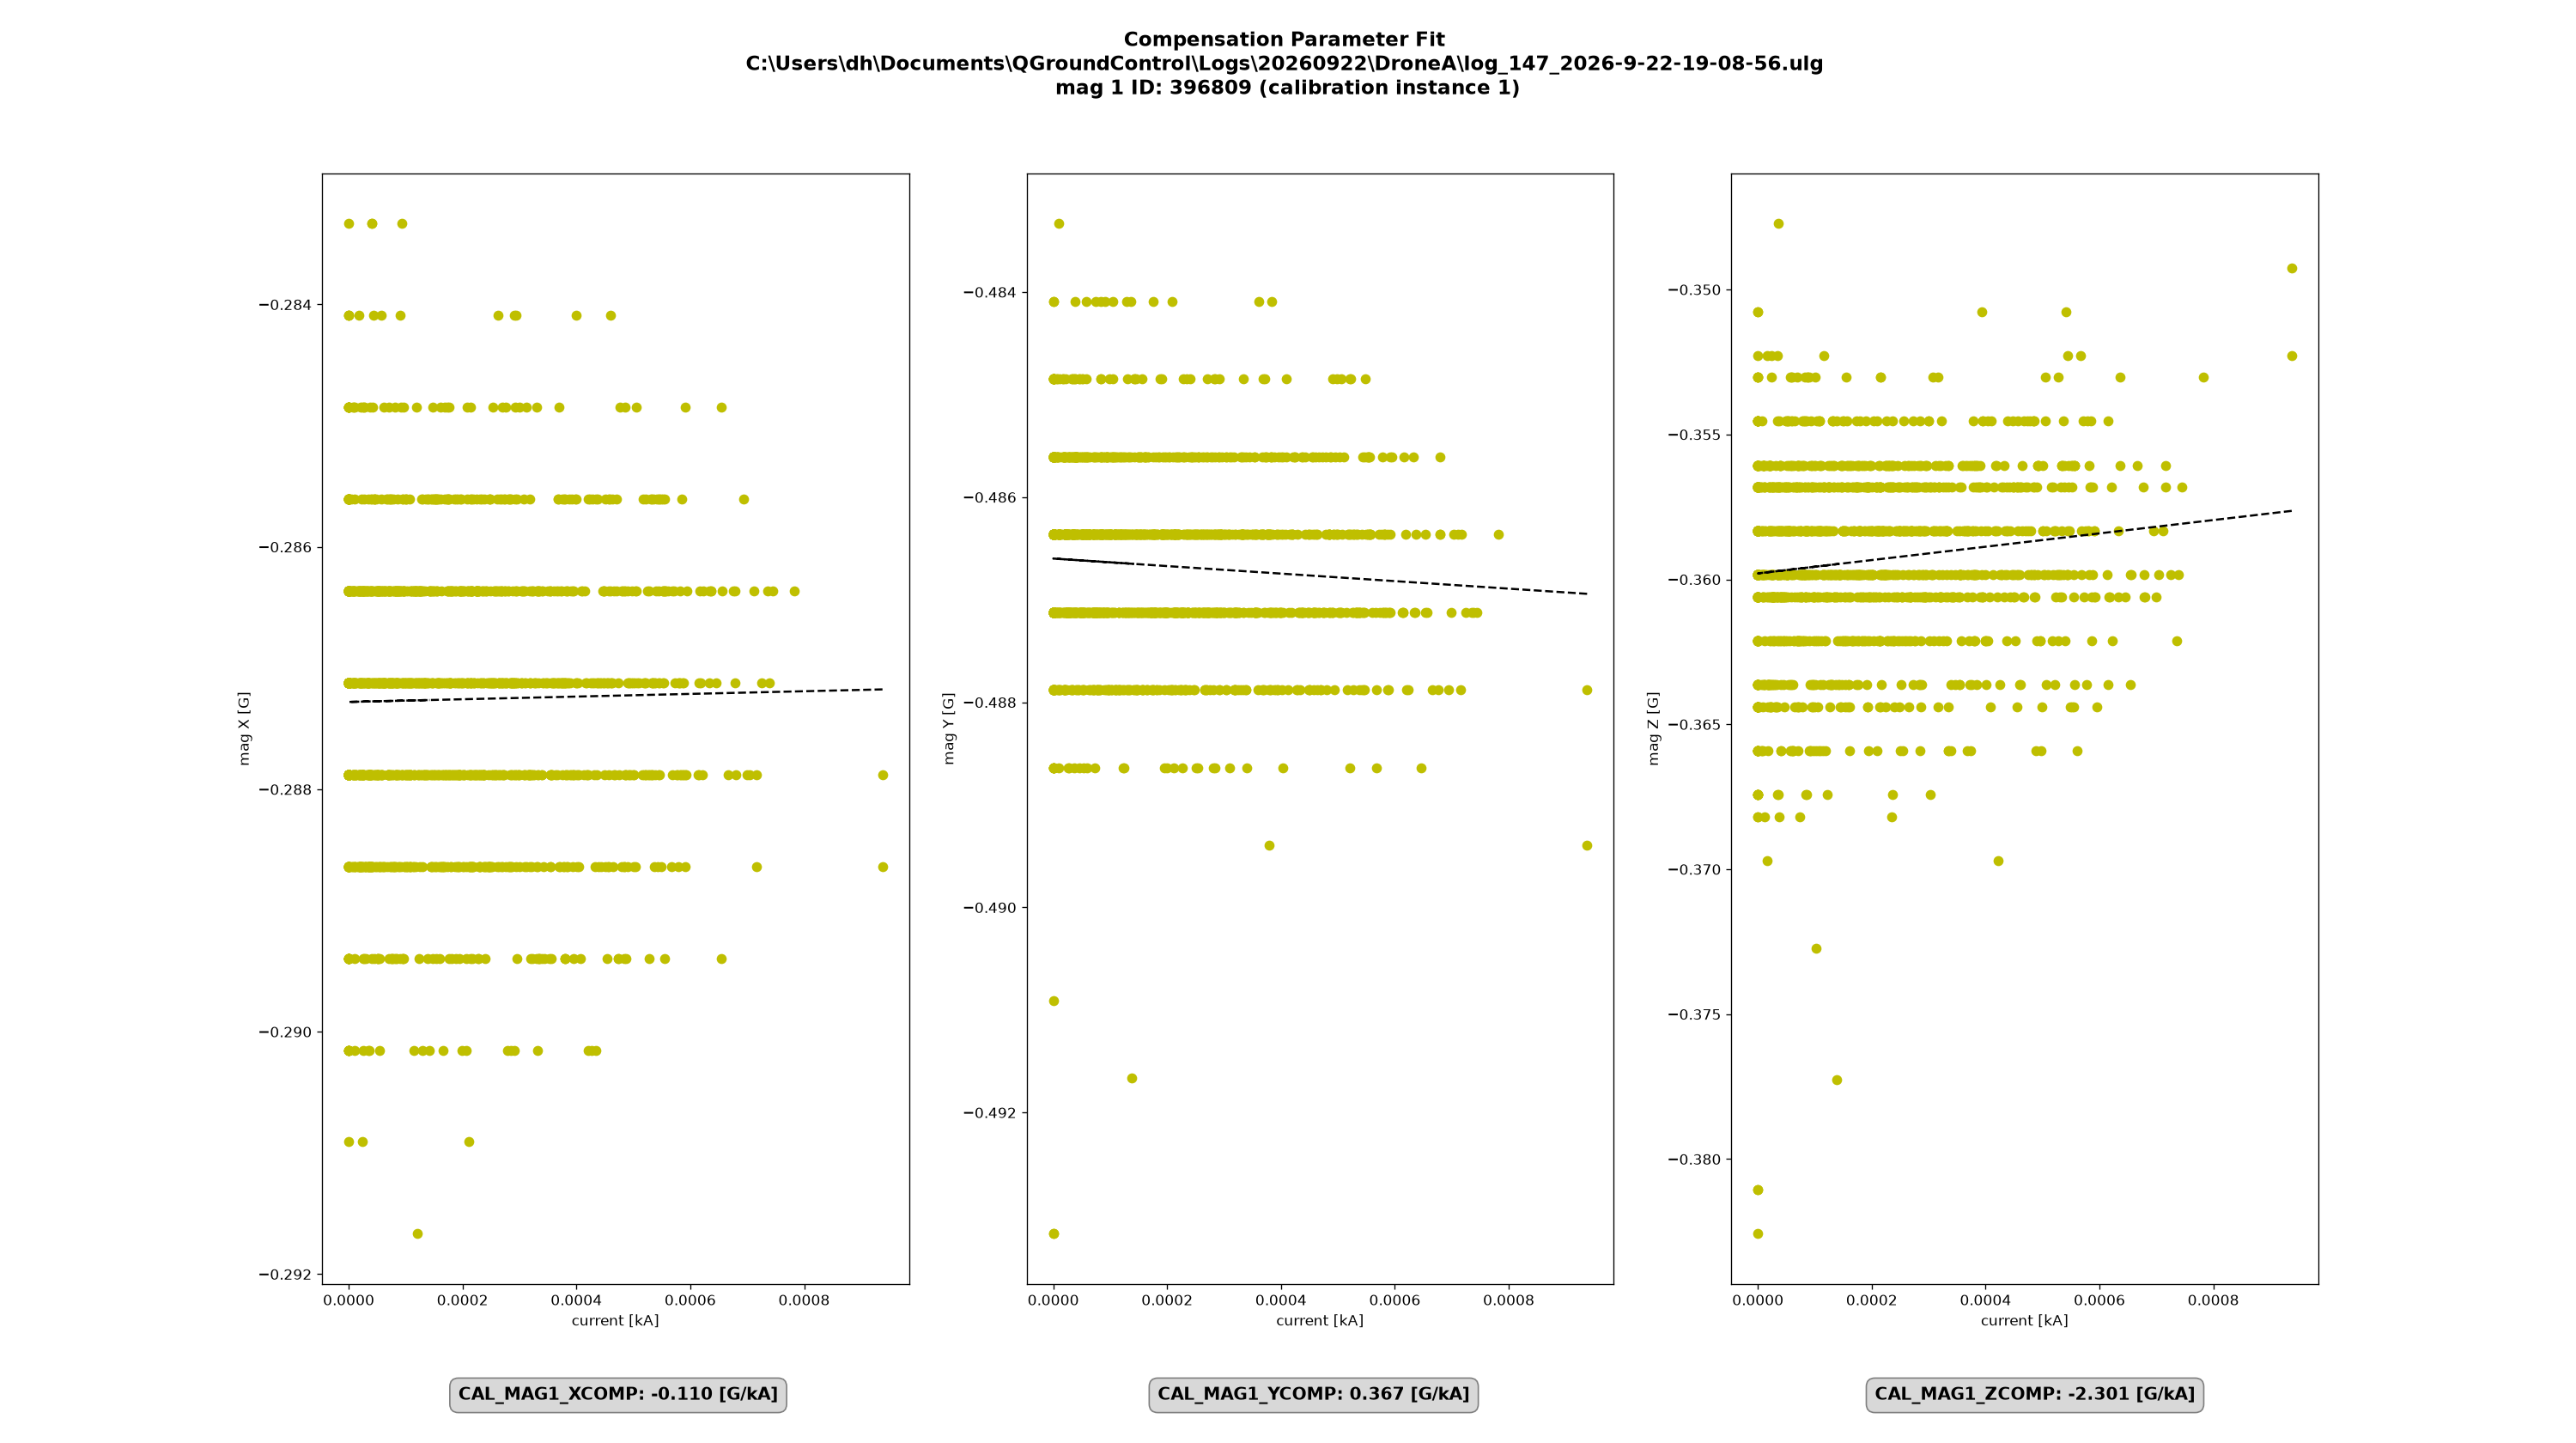 Compensation Parameter Fit
C:\Users\dh\Documents\QGroundControl\Logs\20260922\DroneA\log_147_2026-9-22-19-08-56.ulg
mag 1 ID: 396809 (calibration instance 1)
mag X [G]
−0.284
−0.286
−0.288
−0.290
−0.292
0.0000 0.0002 0.0004 0.0006 0.0008
current [kA]
CAL_MAG1_XCOMP: -0.110 [G/kA]
mag Y [G]
−0.484
−0.486
−0.488
−0.490
−0.492
0.0000 0.0002 0.0004 0.0006 0.0008
current [kA]
CAL_MAG1_YCOMP: 0.367 [G/kA]
mag Z [G]
−0.350
−0.355
−0.360
−0.365
−0.370
−0.375
−0.380
0.0000 0.0002 0.0004 0.0006 0.0008
current [kA]
CAL_MAG1_ZCOMP: -2.301 [G/kA]